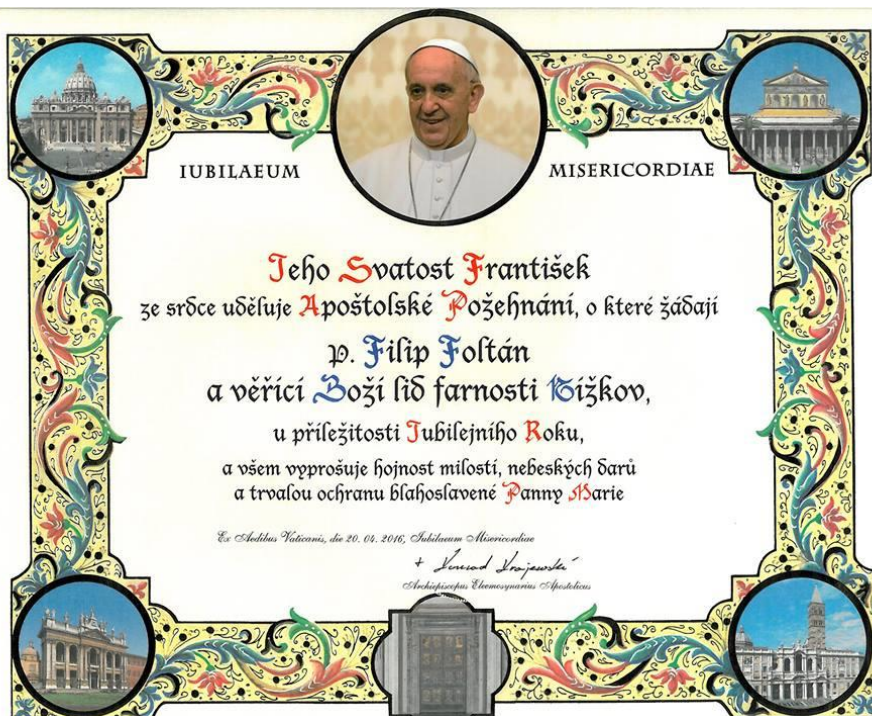 IUBILAEUM MISERICORDIAE
Jeho Svatost František
ze srdce uděluje Apoštolské Požehnání, o které žádají
p. Filip Foltán
a věřící Boží lid farnosti Nížkov,
u příležitosti Jubilejního Roku,
a všem vyprošuje hojnost milostí, nebeských darů
a trvalou ochranu blahoslavené Panny Marie
Ex Aedibus Vaticanis, die 20. 04. 2016, Iubilaeum Misericordiae
+ Konrad Krajewski
Archiepiscopus Eleemosynarius Apostolicus